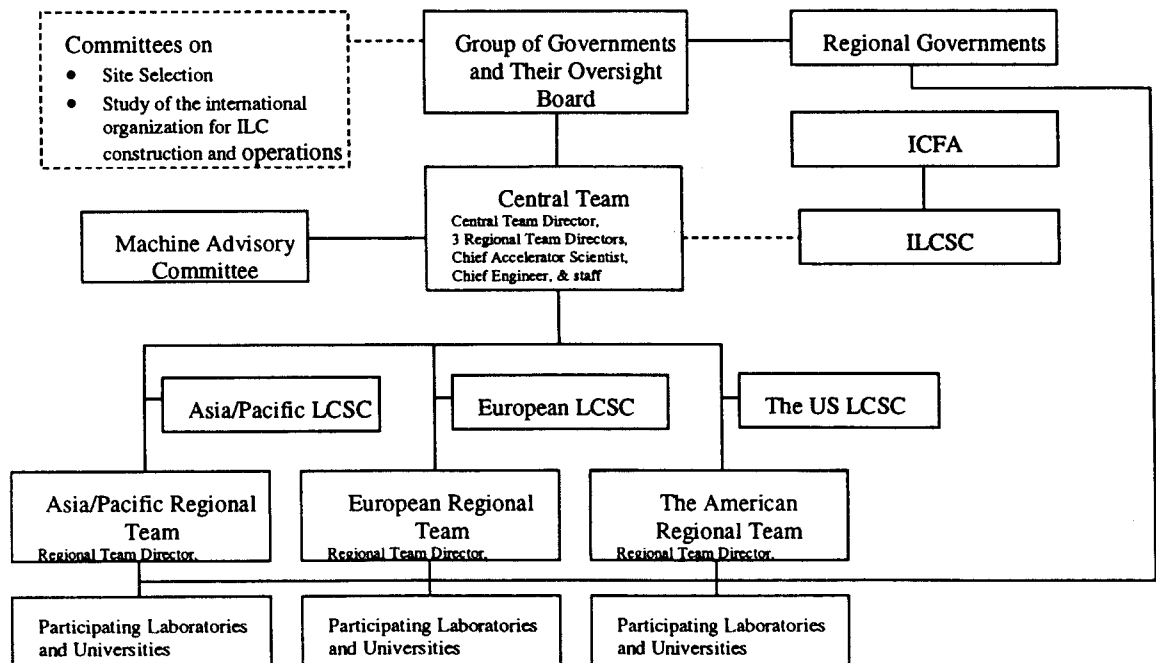 Committees on
• Site Selection
• Study of the international
organization for ILC
construction and operations
Group of Governments
and Their Oversight
Board
Regional Governments
ICFA
ILCSC
Central Team
Central Team Director,
3 Regional Team Directors,
Chief Accelerator Scientist,
Chief Engineer, & staff
Machine Advisory
Committee
Asia/Pacific LCSC
European LCSC
The US LCSC
Asia/Pacific Regional
Team
Regional Team Director,
European Regional
Team
Regional Team Director,
The American
Regional Team
Regional Team Director,
Participating Laboratories
and Universities
Participating Laboratories
and Universities
Participating Laboratories
and Universities